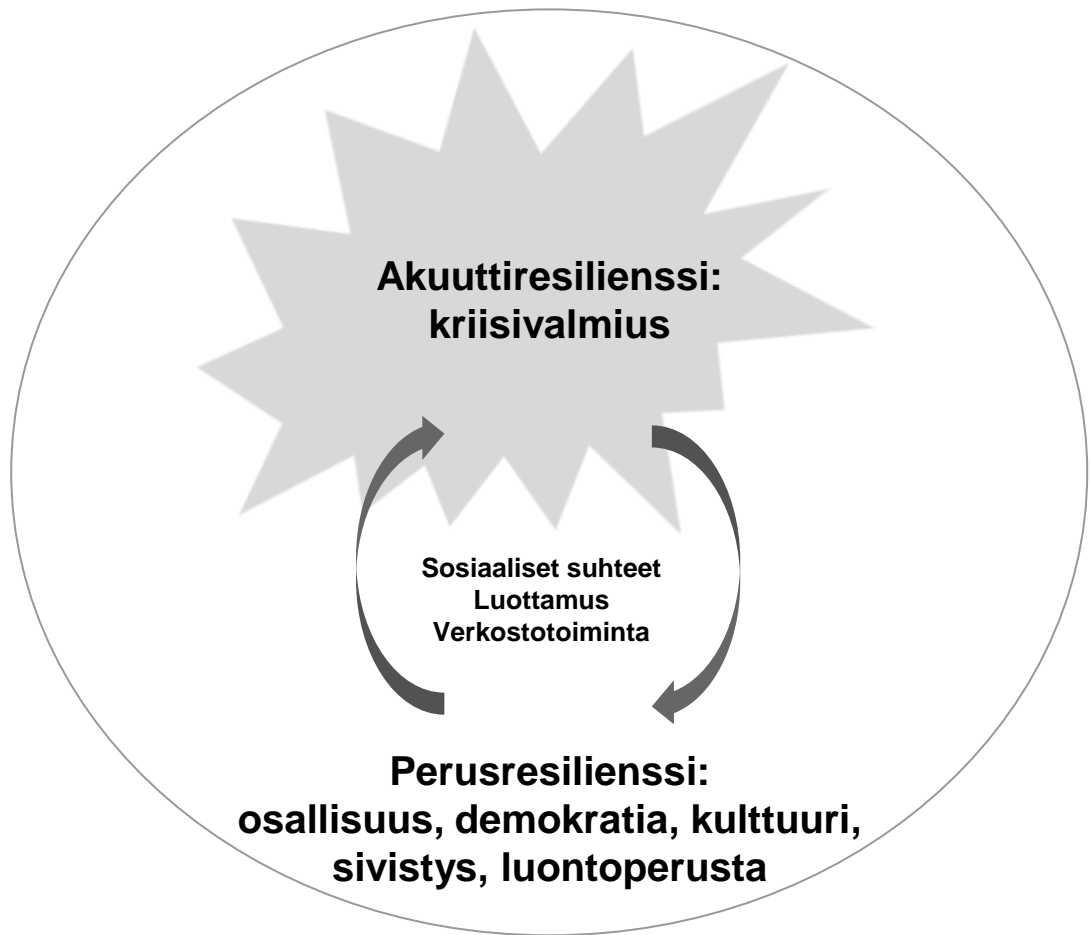 Akuuttiresilienssi:
kriisivalmius
Sosiaaliset suhteet
Luottamus
Verkostotoiminta
Perusresilienssi:
osallisuus, demokratia, kulttuuri,
sivistys, luontoperusta